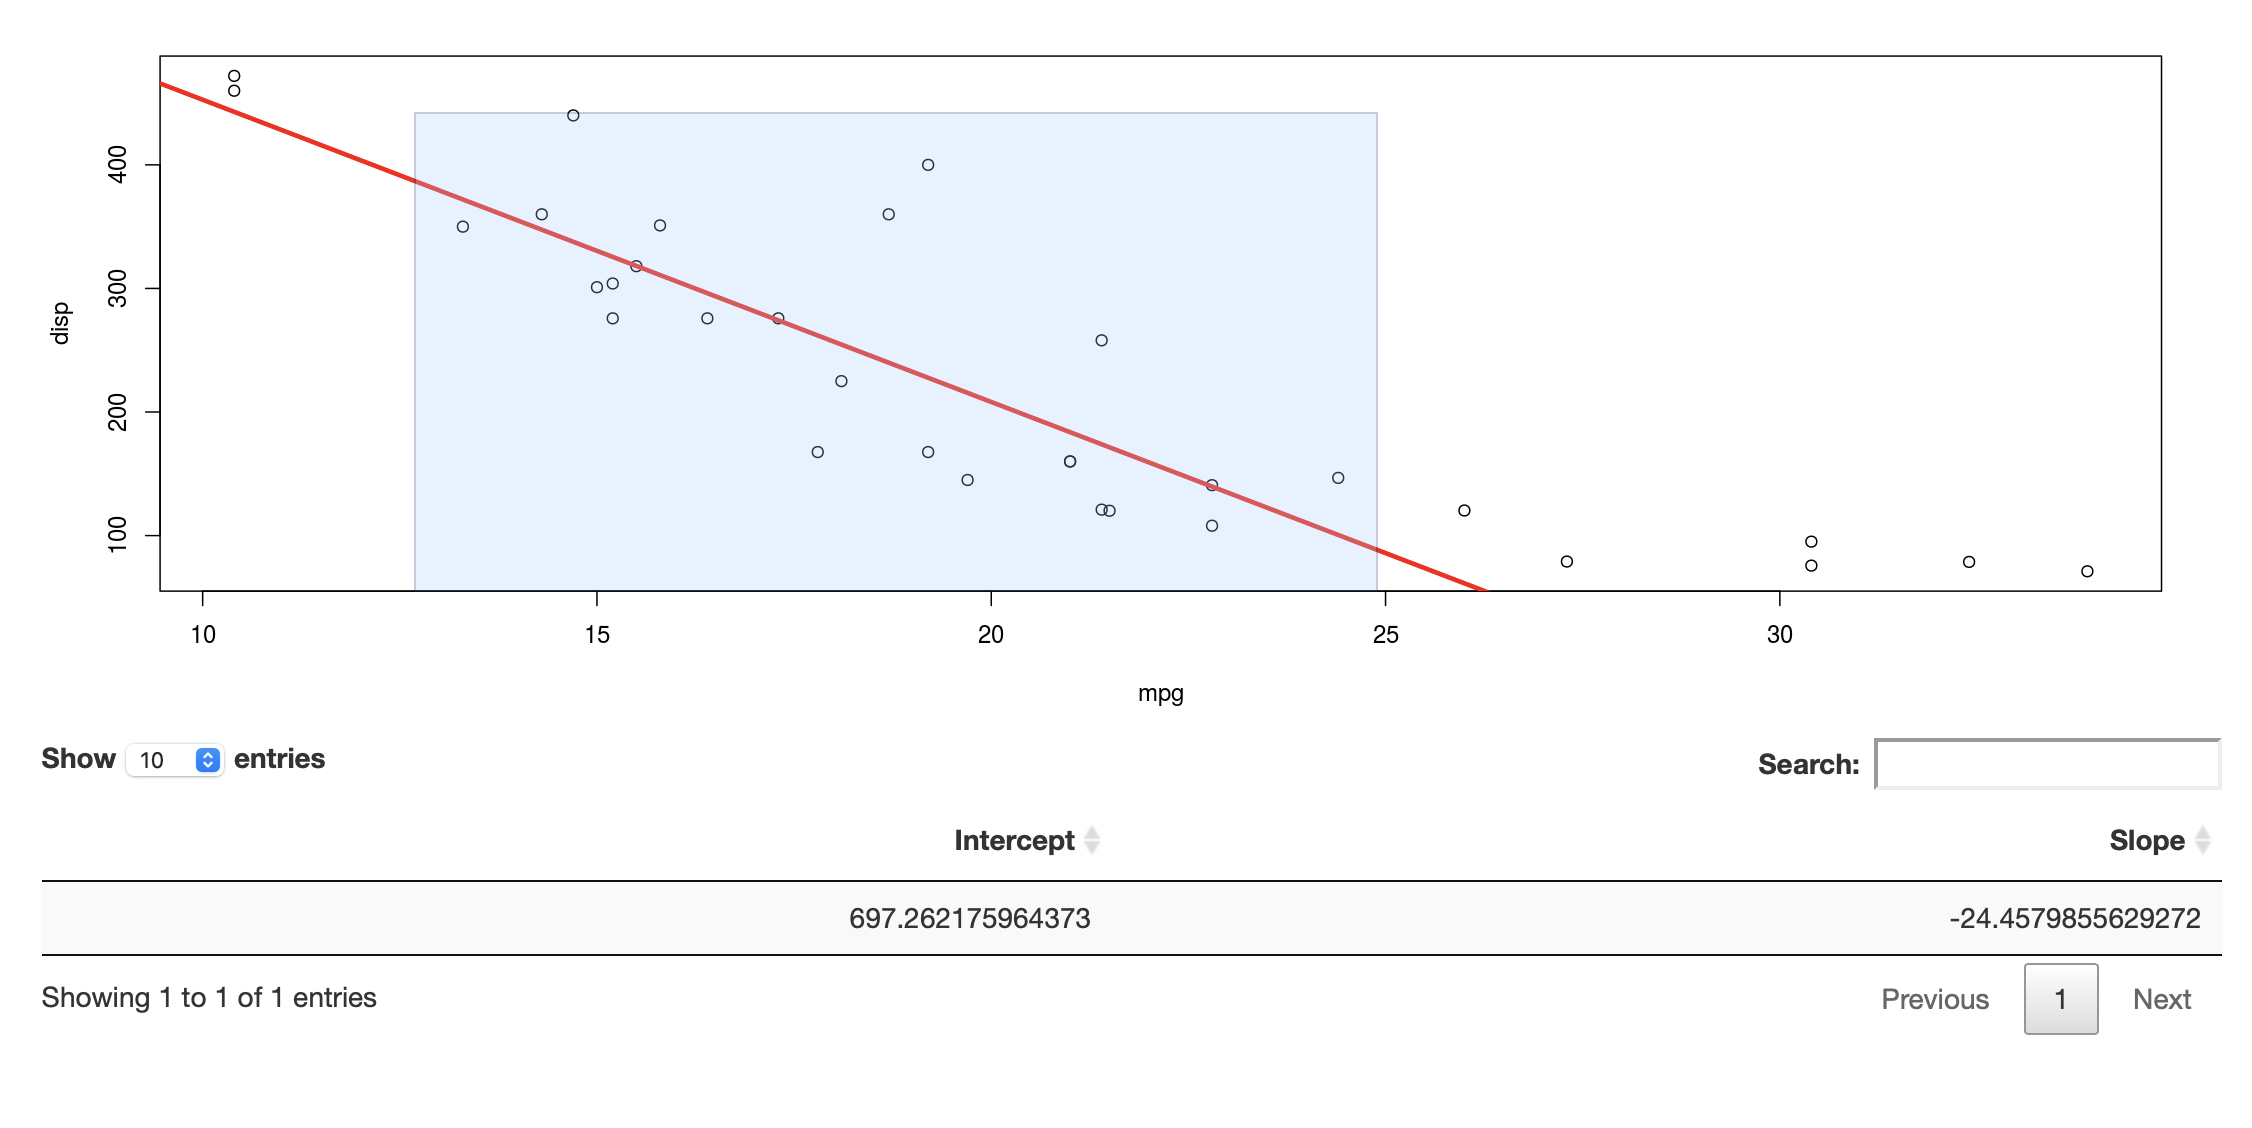 400
300
200
100
disp
10 15 20 25 30
mpg
Show 10 entries
Search:
Intercept Slope
697.262175964373 -24.4579855629272
Showing 1 to 1 of 1 entries
Previous 1 Next